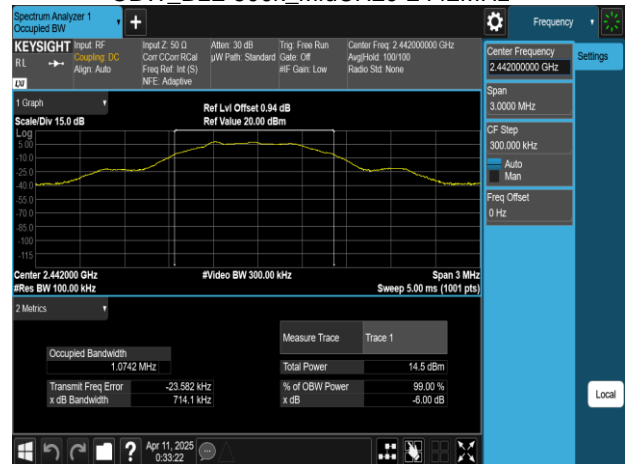 Spectrum Analyzer 1
Occupied BW
Frequency
KEYSIGHT
RL
Input: RF
Coupling: DC
Align: Auto
Input Z: 50 Ω
Corr CCorr RCal
Freq Ref: Int (S)
NFE: Adaptive
Atten: 30 dB
µW Path: Standard
Trig: Free Run
Gate: Off
#IF Gain: Low
Center Freq: 2.442000000 GHz
Avg|Hold: 100/100
Radio Std: None
LXI
Center Frequency
2.442000000 GHz
Settings
Span
3.0000 MHz
CF Step
300.000 kHz
Auto
Man
Freq Offset
0 Hz
Local
1 Graph
Scale/Div 15.0 dB
Ref Lvl Offset 0.94 dB
Ref Value 20.00 dBm
Log
5.00
-10.0
-25.0
-40.0
-55.0
-70.0
-85.0
-100
-115
Center 2.442000 GHz
#Res BW 100.00 kHz
#Video BW 300.00 kHz
Span 3 MHz
Sweep 5.00 ms (1001 pts)
2 Metrics
Measure Trace Trace 1
Occupied Bandwidth
1.0742 MHz
Total Power 14.5 dBm
Transmit Freq Error -23.582 kHz
% of OBW Power 99.00 %
x dB Bandwidth 714.1 kHz
x dB -6.00 dB
?
Apr 11, 2025
0:33:22